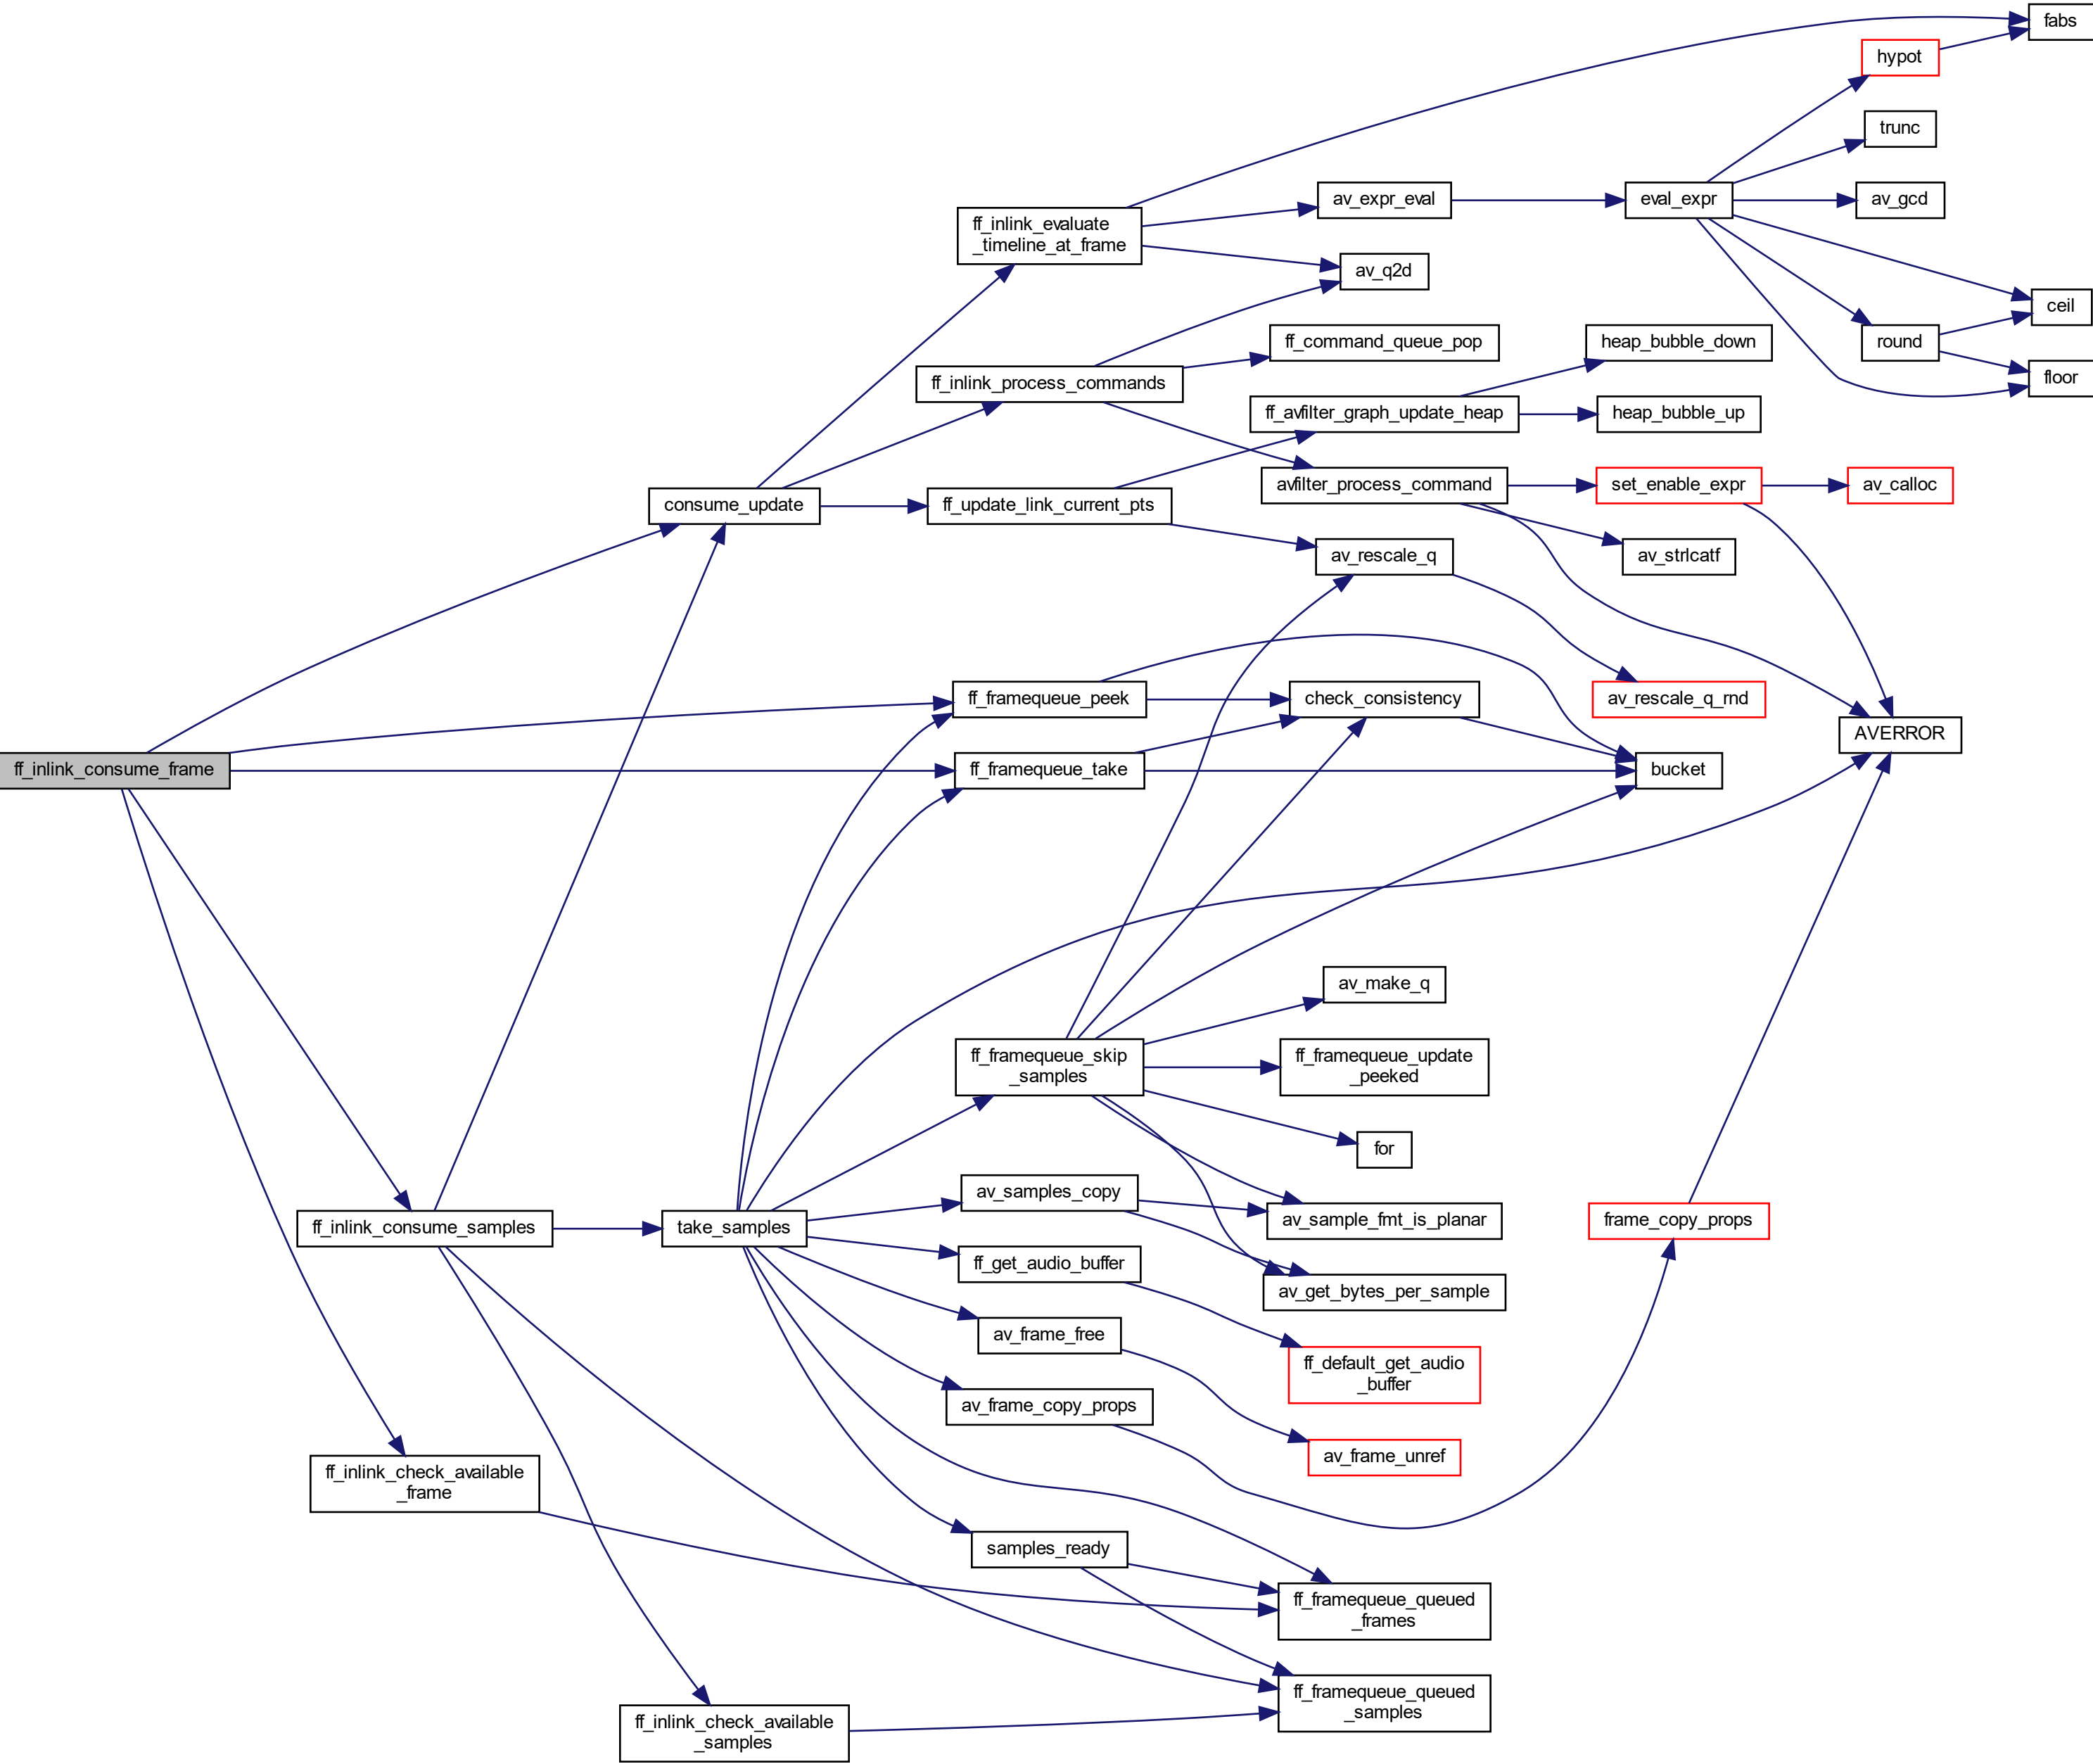 fabs
hypot
trunc
av_expr_eval
eval_expr
av_gcd
ff_inlink_evaluate
_timeline_at_frame
av_q2d
ceil
ff_command_queue_pop
heap_bubble_down
round
floor
ff_inlink_process_commands
ff_avfilter_graph_update_heap
heap_bubble_up
avfilter_process_command
set_enable_expr
av_calloc
consume_update
ff_update_link_current_pts
av_rescale_q
av_strlcatf
ff_framequeue_peek
check_consistency
av_rescale_q_rnd
AVERROR
ff_inlink_consume_frame
ff_framequeue_take
bucket
av_make_q
ff_framequeue_skip
_samples
ff_framequeue_update
_peeked
for
av_samples_copy
ff_inlink_consume_samples
take_samples
av_sample_fmt_is_planar
frame_copy_props
ff_get_audio_buffer
av_get_bytes_per_sample
av_frame_free
ff_default_get_audio
_buffer
av_frame_copy_props
av_frame_unref
ff_inlink_check_available
_frame
samples_ready
ff_framequeue_queued
_frames
ff_framequeue_queued
_samples
ff_inlink_check_available
_samples